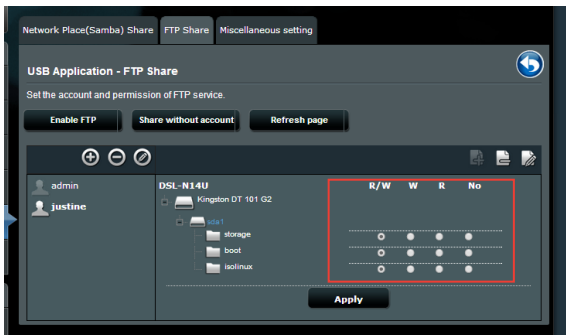 Network Place(Samba) Share FTP Share Miscellaneous setting
USB Application - FTP Share
Set the account and permission of FTP service.
Enable FTP Share without account Refresh page
admin
justine
DSL-N14U R/W W R No
Kingston DT 101 G2
sda1
storage
boot
isolinux
Apply